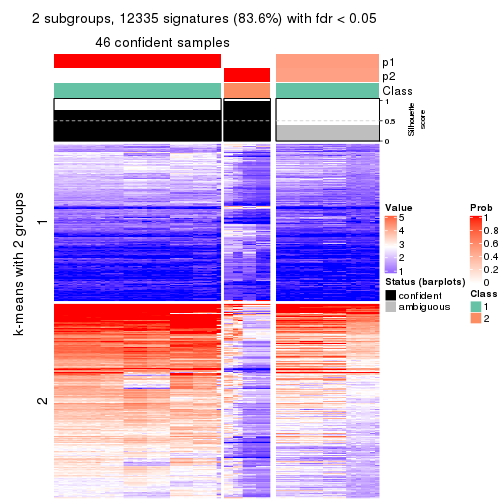 2 subgroups, 12335 signatures (83.6%) with fdr < 0.05
46 confident samples
p1
p2
Class
1
0.5
0
Silhouette
score
k-means with 2 groups
1
2
Value
5
4
3
2
1
Status (barplots)
confident
ambiguous
Prob
1
0.8
0.6
0.4
0.2
0
Class
1
2